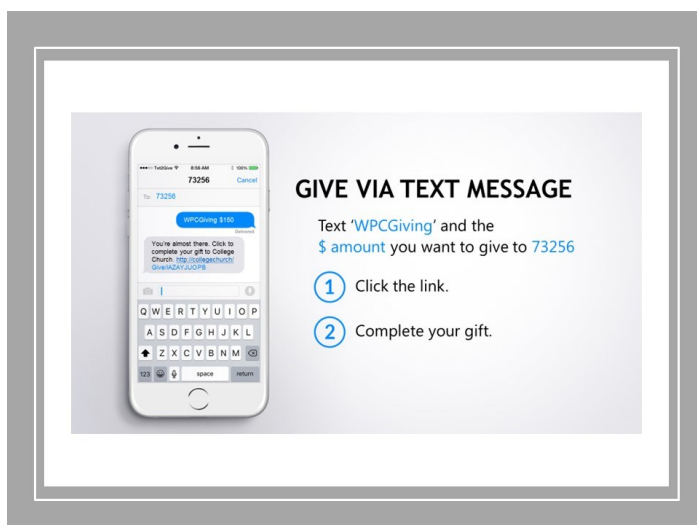 Txt2Give 8:58 AM 100%
73256 Cancel
To: 73256
WPCGiving $150
Delivered
You're almost there. Click to
complete your gift to College
Church. http://collegechurch/
Give/IAZAYJUOPB
Q W E R T Y U I O P
A S D F G H J K L
Z X C V B N M
123 space return
GIVE VIA TEXT MESSAGE
Text ‘WPCGiving’ and the
$ amount you want to give to 73256
1 Click the link.
2 Complete your gift.